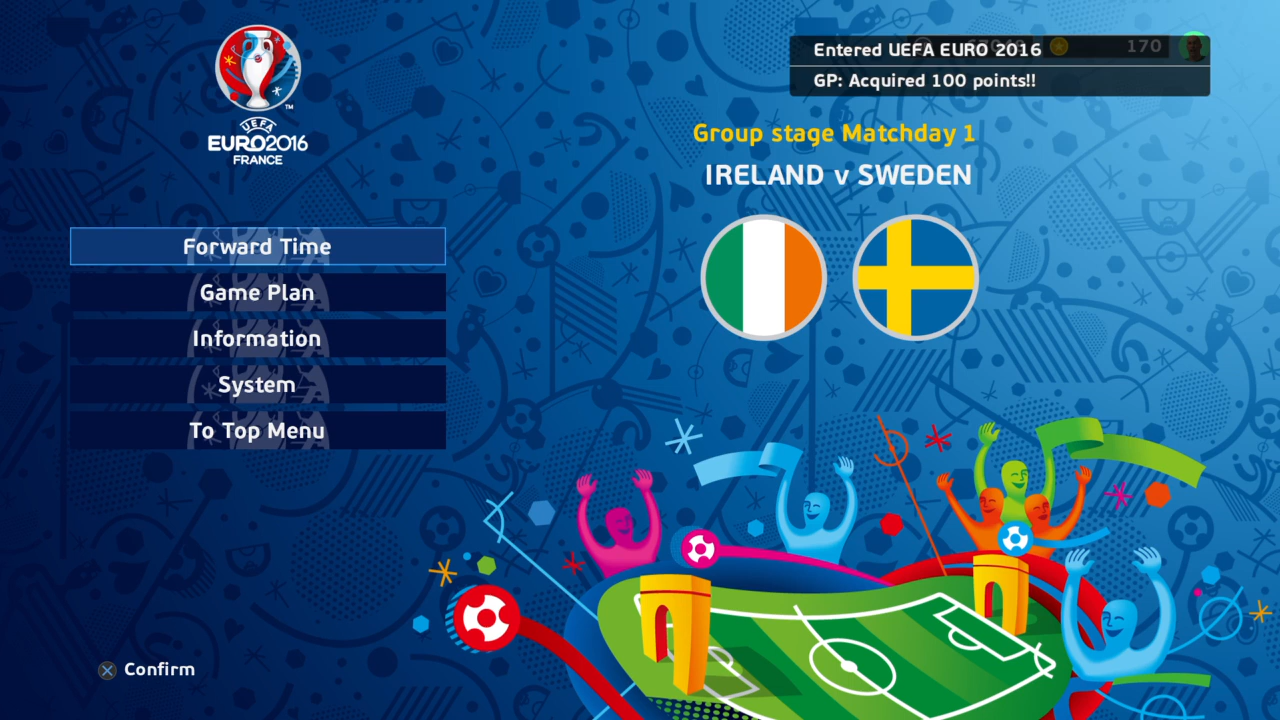 UEFA
EURO2016
FRANCE
TM
Entered UEFA EURO 2016
170
GP: Acquired 100 points!!
Group stage Matchday 1
IRELAND v SWEDEN
Forward Time
Game Plan
Information
System
To Top Menu
Confirm